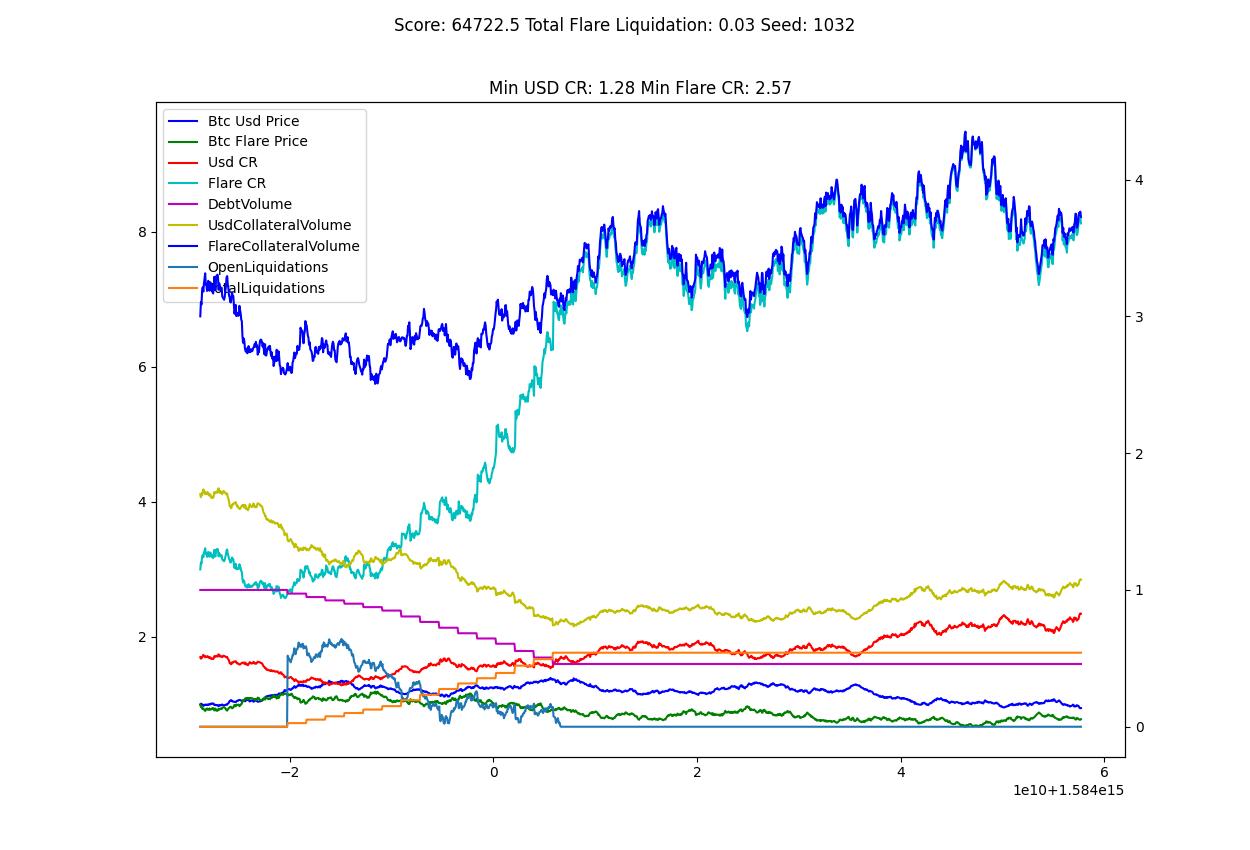 Score: 64722.5 Total Flare Liquidation: 0.03 Seed: 1032
Min USD CR: 1.28 Min Flare CR: 2.57
Btc Usd Price
Btc Flare Price
Usd CR
Flare CR
DebtVolume
UsdCollateralVolume
FlareCollateralVolume
OpenLiquidations
TotalLiquidations
8
6
4
2
4
3
2
1
0
−2
0
2
4
6
1e10+1.584e15